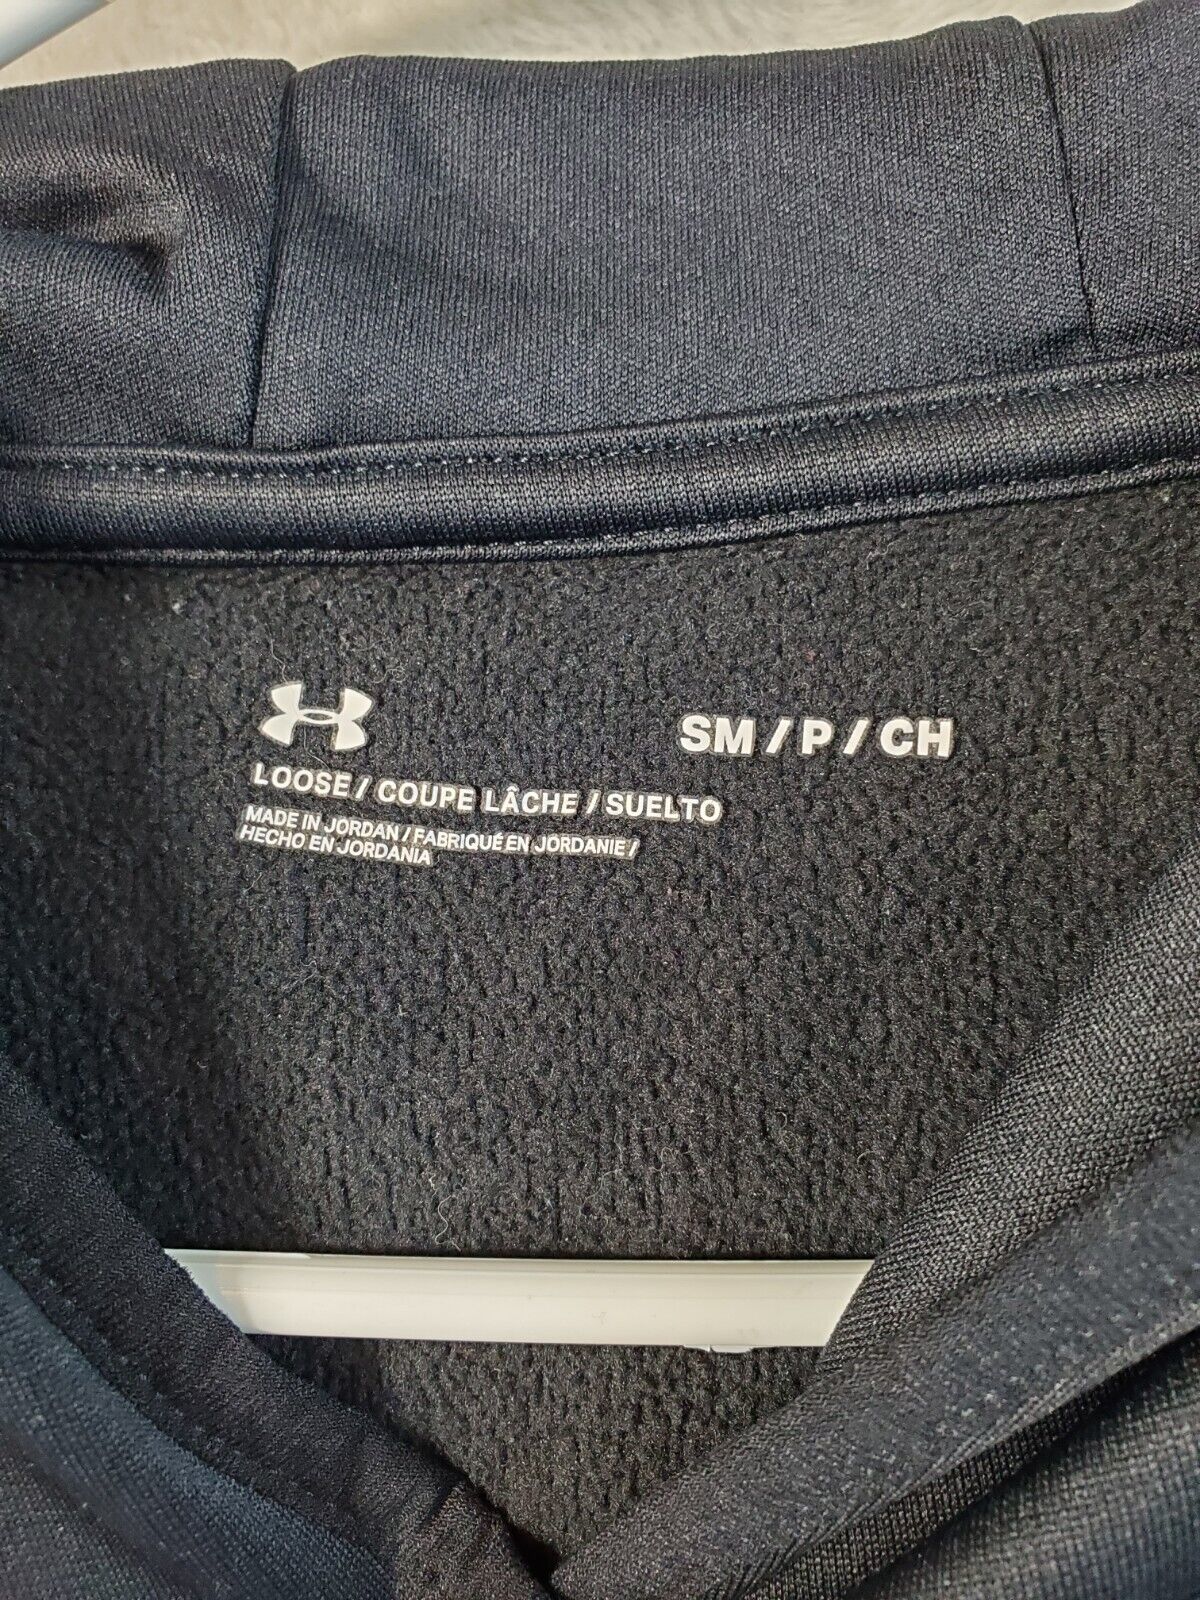 SM / P / CH
LOOSE / COUPE LÂCHE / SUELTO
MADE IN JORDAN / FABRIQUÉ EN JORDANIE /
HECHO EN JORDANIA